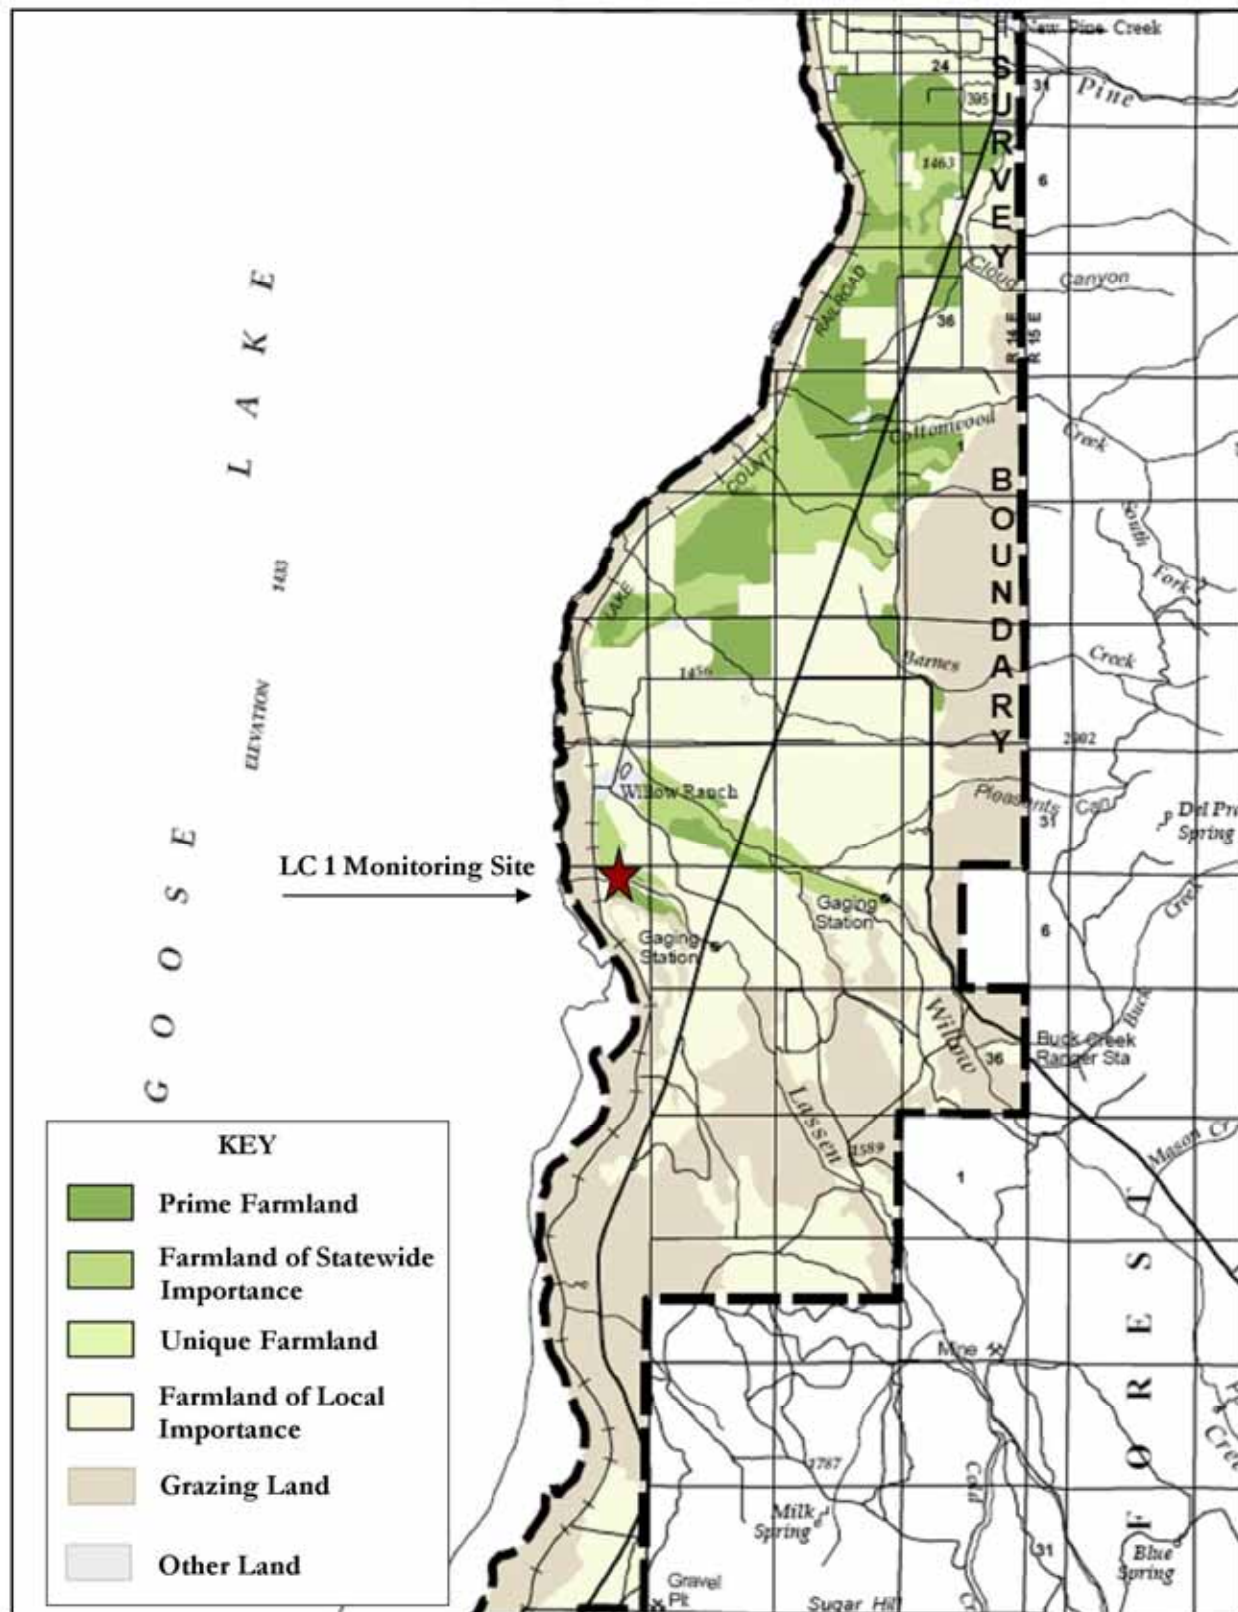 New Pine Creek
24
31
Pine
395
1463
6
SURVEY BOUNDARY
Cloud Canyon
RAILROAD
36
R 14 E
R 15 E
Cottonwood Creek
1
COUNTY
South Fork
LAKE
Barnes Creek
1456
2002
GOOSE LAKE
ELEVATION 1433
Willow Ranch
Pleasants
31
Spring
LC 1 Monitoring Site
Gaging
Station
Gaging
Station
6
Creek
Buck
Willow
36
Buck Creek
Ranger Sta
Lassen
1589
1
Mason Cr
FOREST
KEY
Prime Farmland
Farmland of Statewide
Importance
Unique Farmland
Farmland of Local
Importance
Grazing Land
Other Land
Mine
1787
Cold
Milk
Spring
31
Blue
Spring
Gravel
Pit
Sugar Hill